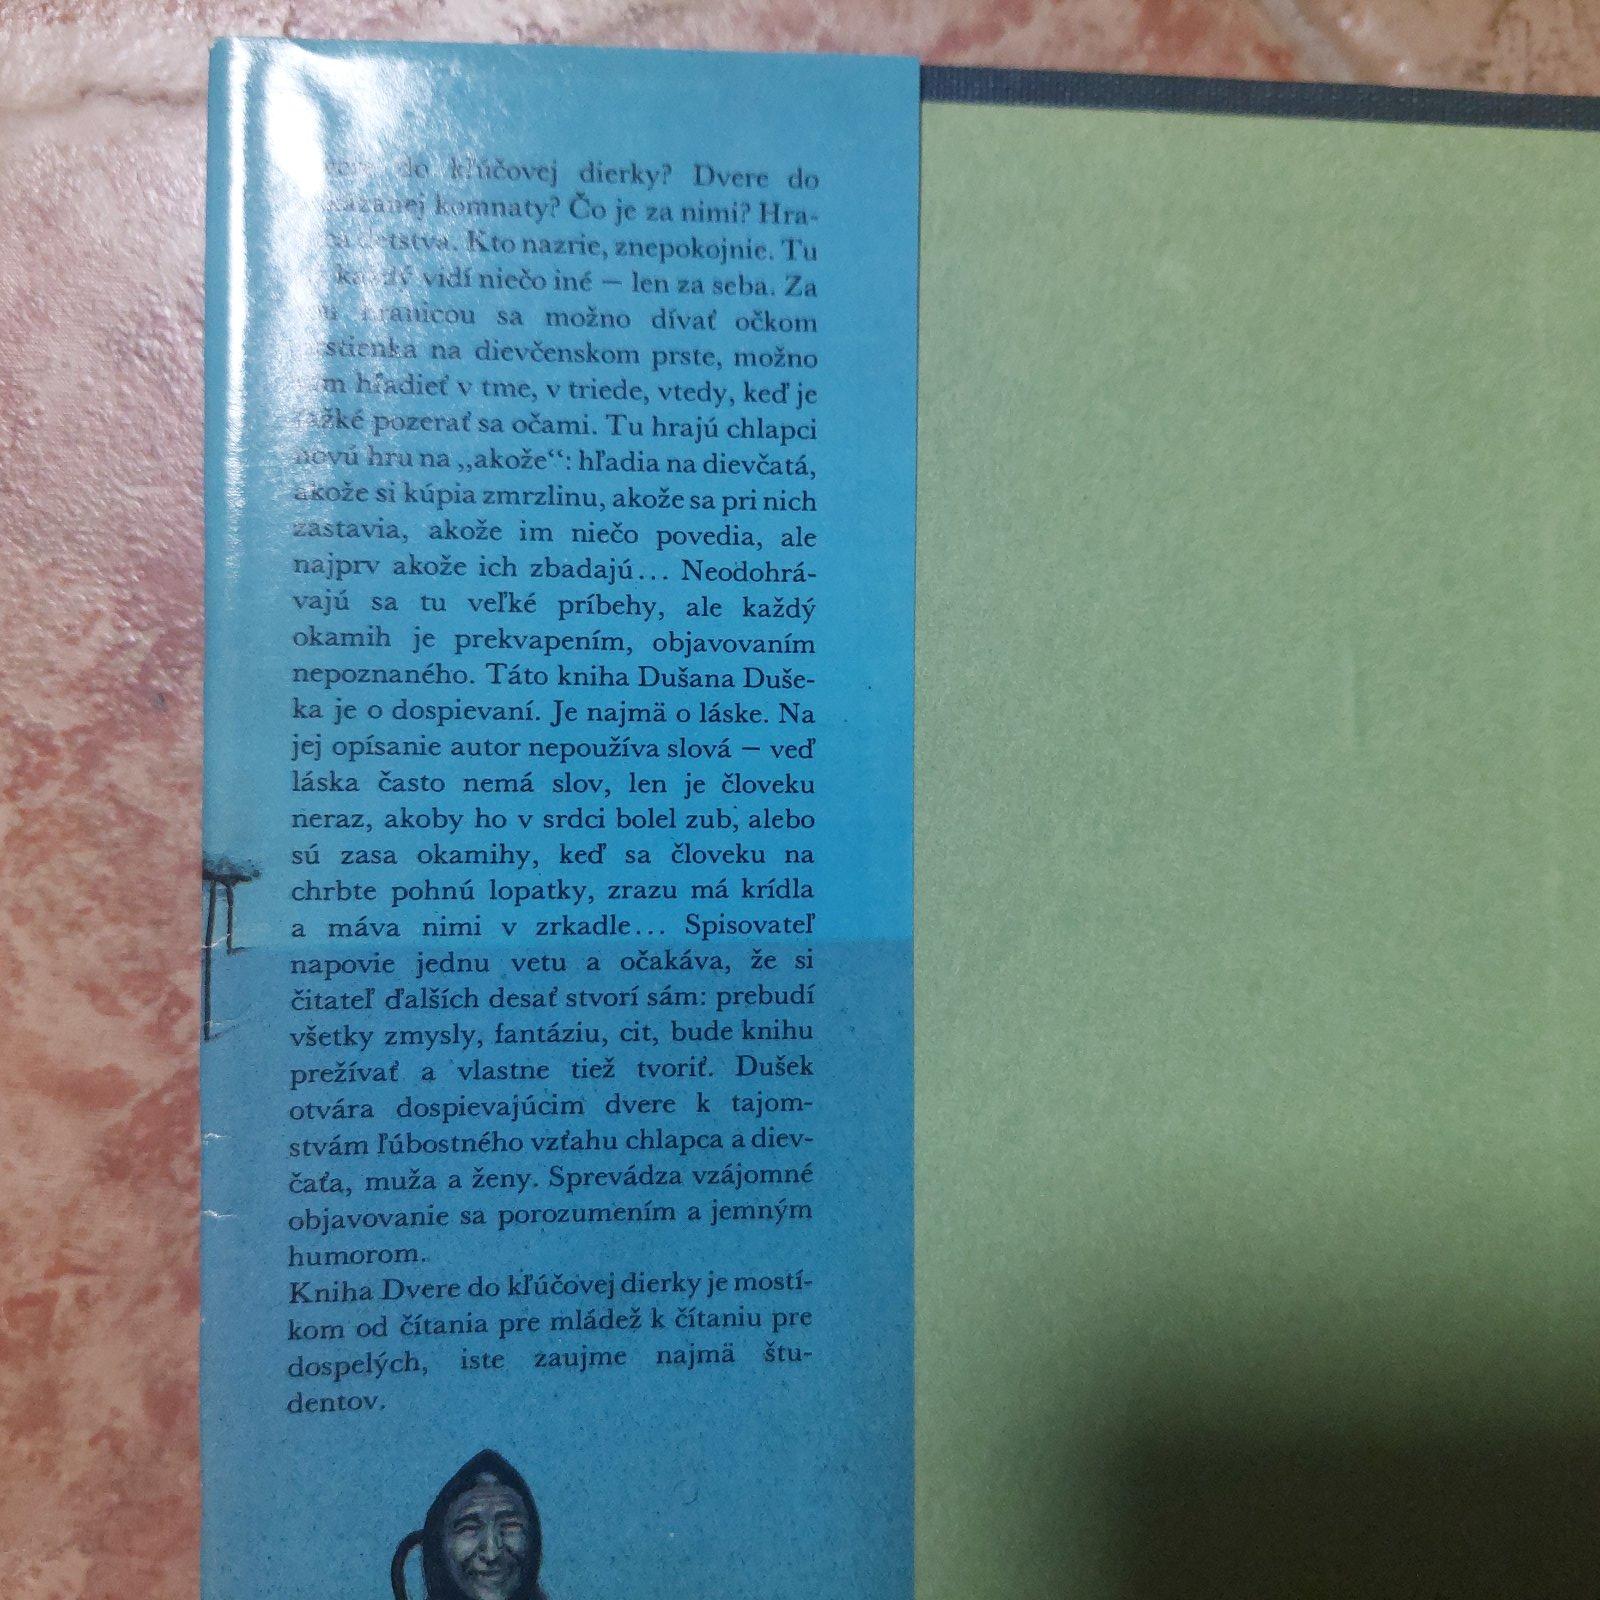 do kľúčovej dierky? Dvere do
komnaty? Čo je za nimi? Hra-
detstva. Kto nazrie, znepokojnie. Tu
každý vidí niečo iné – len za seba. Za
hranicou sa možno dívať očkom
na dievčenskom prste, možno
hľadieť v tme, v triede, vtedy, keď je
ťažké pozerať sa očami. Tu hrajú chlapci
novú hru na „akože“: hľadia na dievčatá,
akože si kúpia zmrzlinu, akože sa pri nich
zastavia, akože im niečo povedia, ale
najprv akože ich zbadajú... Neodohrá-
vajú sa tu veľké príbehy, ale každý
okamih je prekvapením, objavovaním
nepoznaného. Táto kniha Dušana Duše-
ka je o dospievaní. Je najmä o láske. Na
jej opísanie autor nepoužíva slová – veď
láska často nemá slov, len je človeku
neraz, akoby ho v srdci bolel zub, alebo
sú zasa okamihy, keď sa človeku na
chrbte pohnú lopatky, zrazu má krídla
a máva nimi v zrkadle... Spisovateľ
napovie jednu vetu a očakáva, že si
čitateľ ďalších desať stvorí sám: prebudí
všetky zmysly, fantáziu, cit, bude knihu
prežívať a vlastne tiež tvoriť. Dušek
otvára dospievajúcim dvere k tajom-
stvám ľúbostného vzťahu chlapca a diev-
čaťa, muža a ženy. Sprevádza vzájomné
objavovanie sa porozumením a jemným
humorom.
Kniha Dvere do kľúčovej dierky je mostí-
kom od čítania pre mládež k čítaniu pre
dospelých, iste zaujme najmä štu-
dentov.